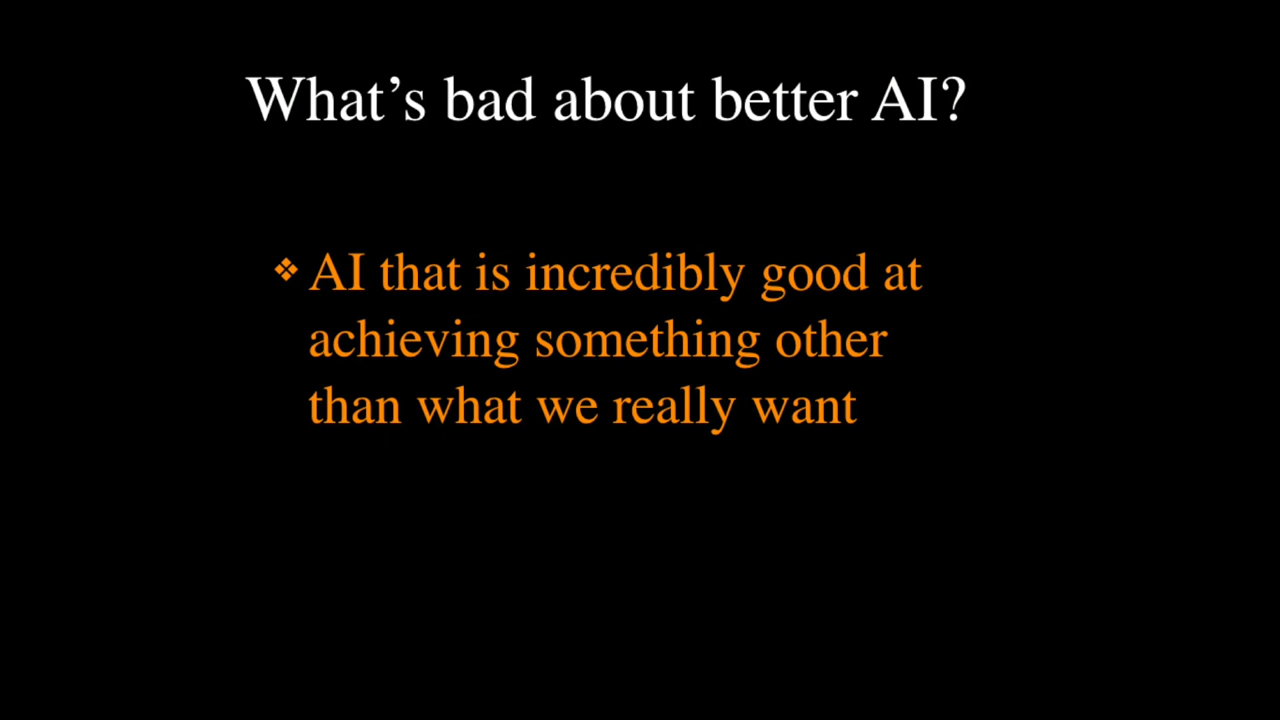 What’s bad about better AI?
❖ AI that is incredibly good at
achieving something other
than what we really want